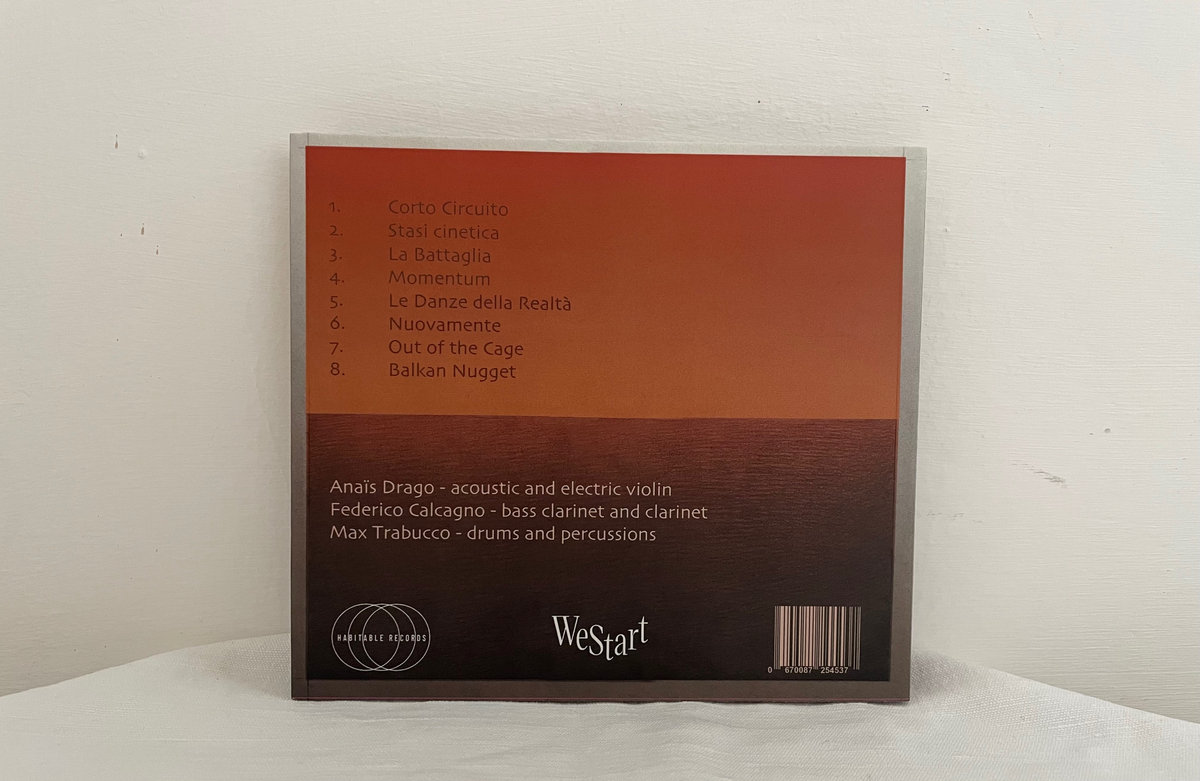 1. Corto Circuito
2. Stasi cinetica
3. La Battaglia
4. Momentum
5. Le Danze della Realtà
6. Nuovamente
7. Out of the Cage
8. Balkan Nugget
Anaïs Drago - acoustic and electric violin
Federico Calcagno - bass clarinet and clarinet
Max Trabucco - drums and percussions
HABITABLE RECORDS
WeStart
0 670087 254537